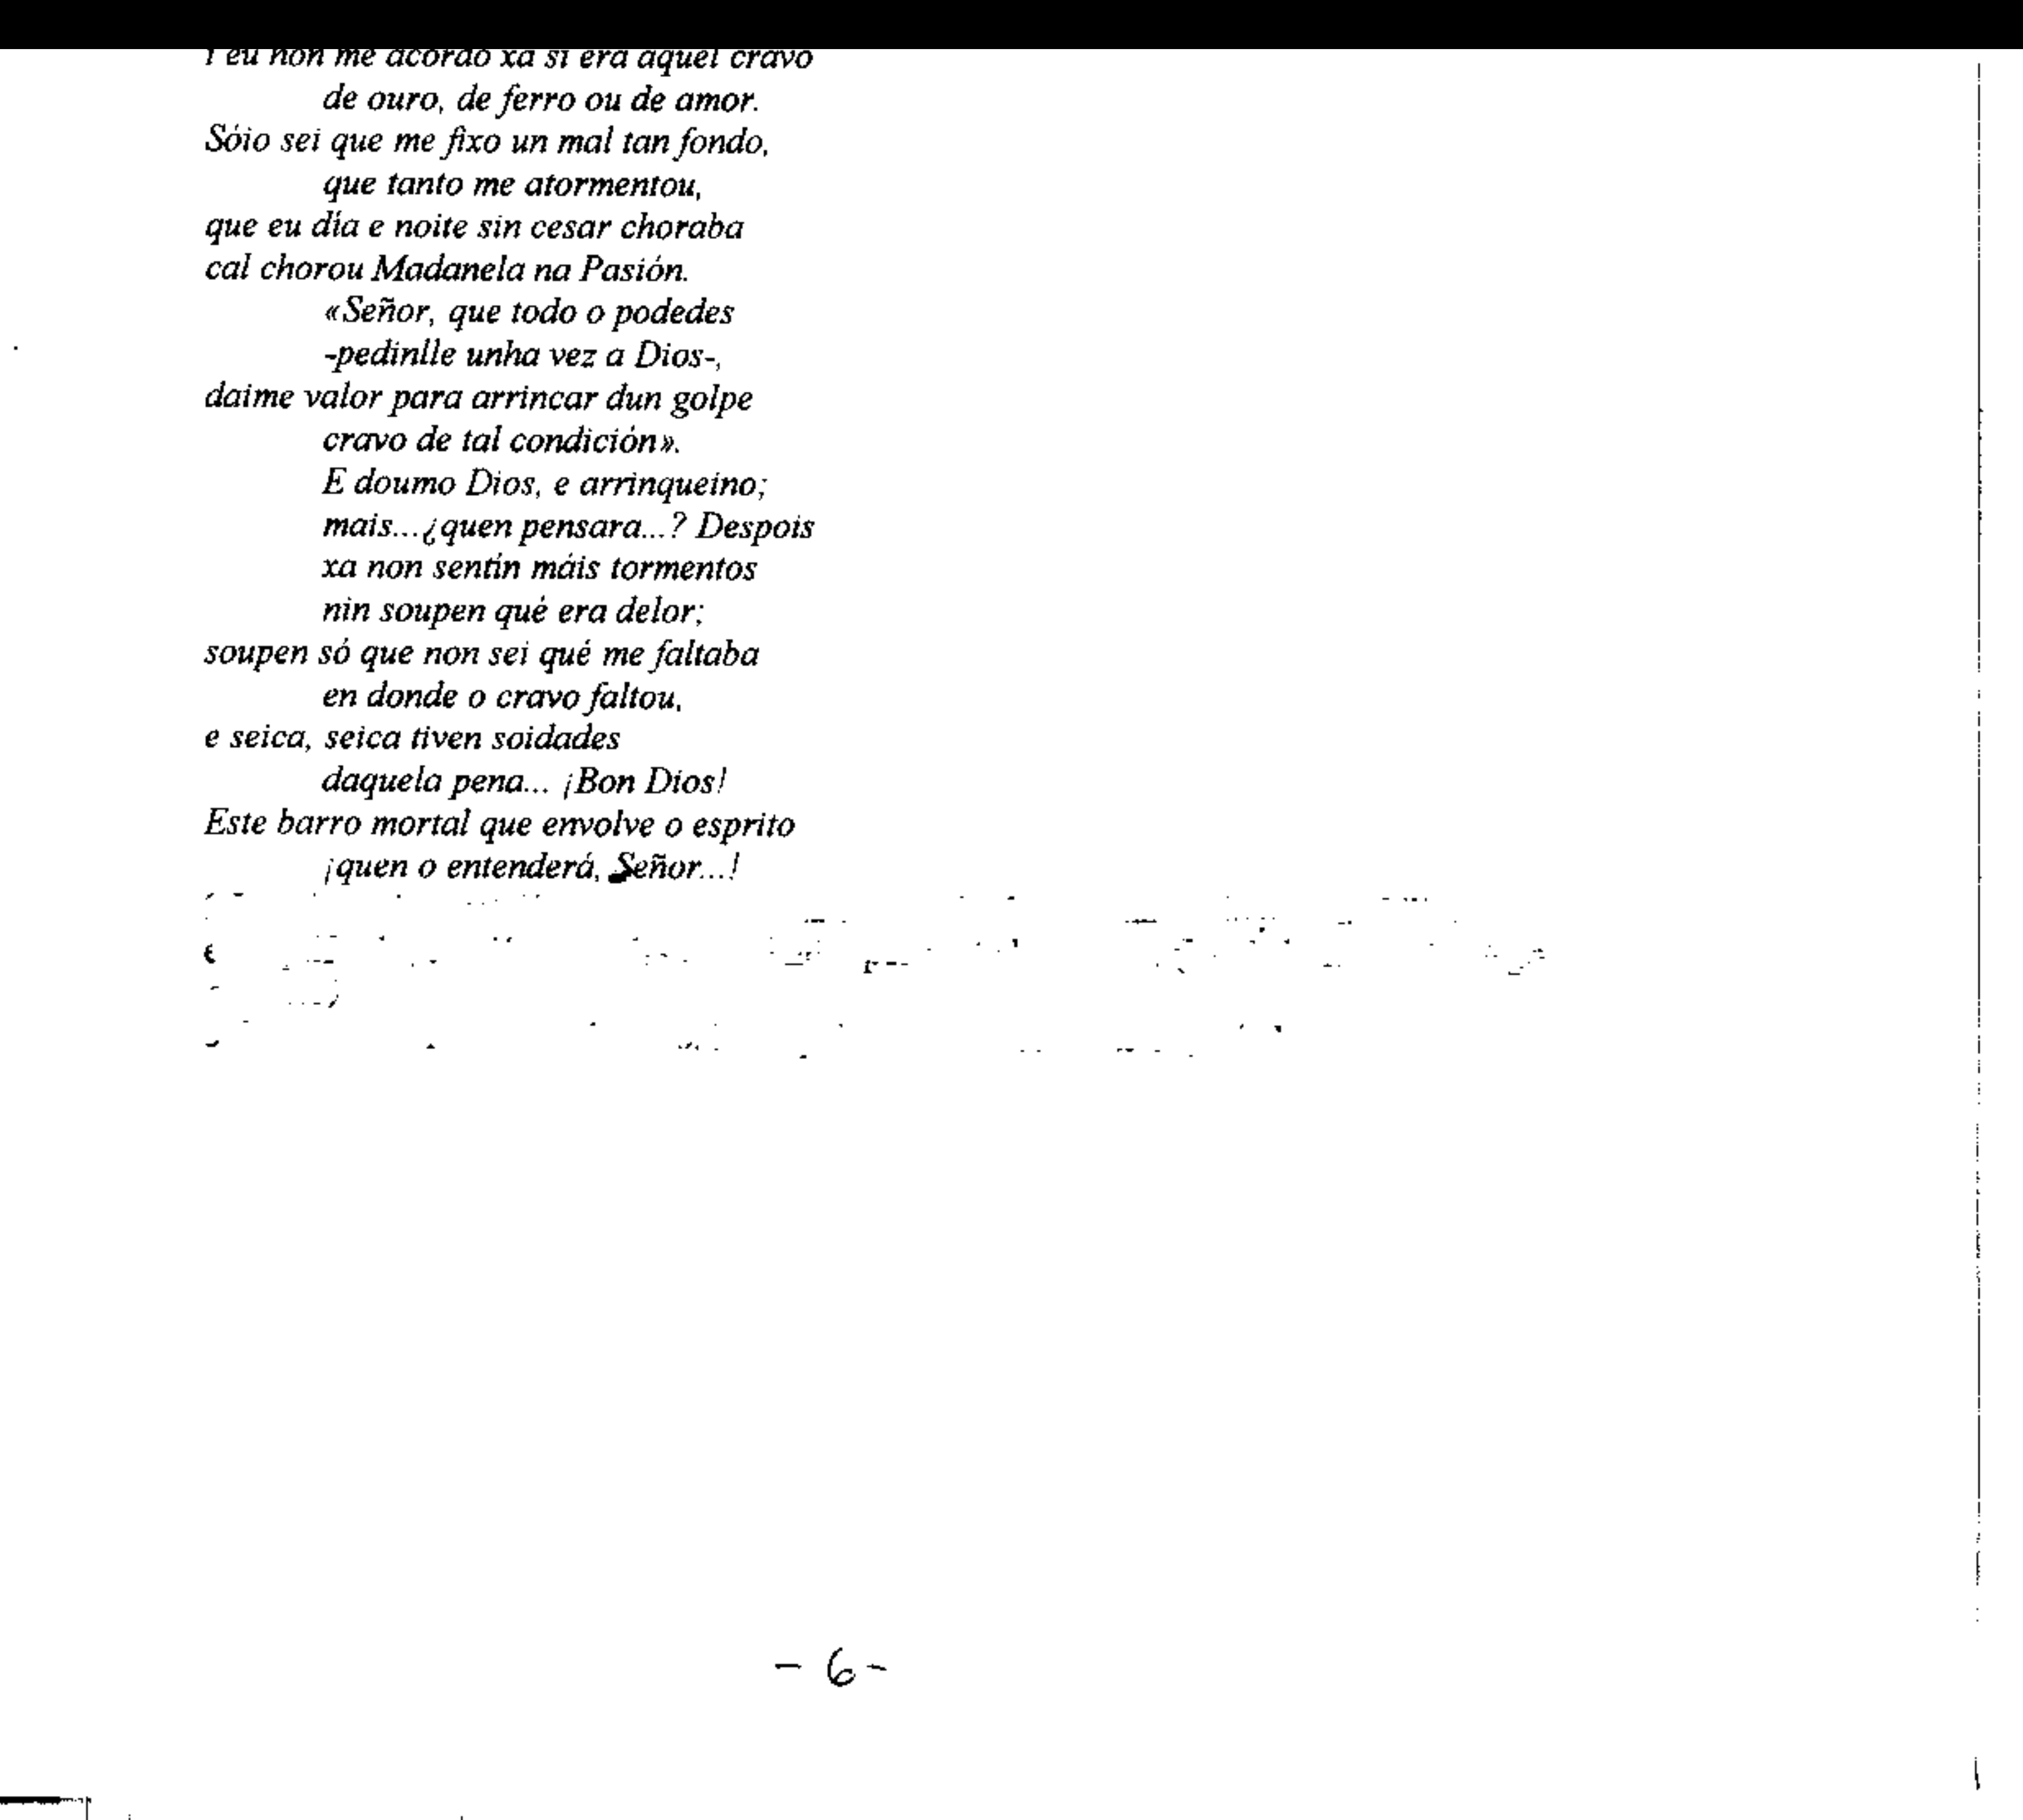 i eu non me acordo xa si era aquel cravo
de ouro, de ferro ou de amor.
Sóio sei que me fixo un mal tan fondo,
que tanto me atormentou,
que eu día e noite sin cesar choraba
cal chorou Madanela na Pasión.
«Señor, que todo o podedes
-pedinlle unha vez a Dios-,
daime valor para arrincar dun golpe
cravo de tal condición».
E doumo Dios, e arrinqueino;
mais...¿quen pensara...? Despois
xa non sentín máis tormentos
nin soupen qué era delor;
soupen só que non sei qué me faltaba
en donde o cravo faltou,
e seica, seica tiven soidades
daquela pena... ¡Bon Dios!
Este barro mortal que envolve o esprito
¡quen o entenderá, Señor...!
- 6 -